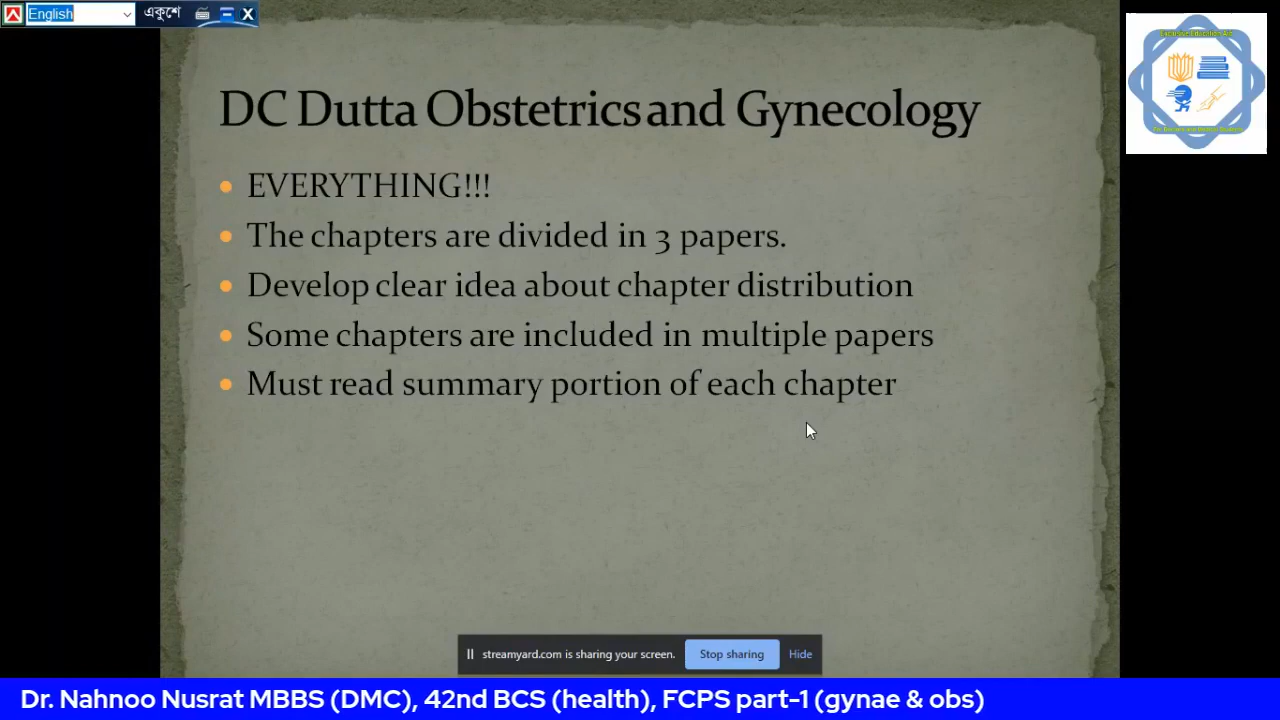 English
একুশে
DC Dutta Obstetrics and Gynecology
EVERYTHING!!!
The chapters are divided in 3 papers.
Develop clear idea about chapter distribution
Some chapters are included in multiple papers
Must read summary portion of each chapter
streamyard.com is sharing your screen.
Stop sharing
Hide
Dr. Nahnoo Nusrat MBBS (DMC), 42nd BCS (health), FCPS part-1 (gynae & obs)